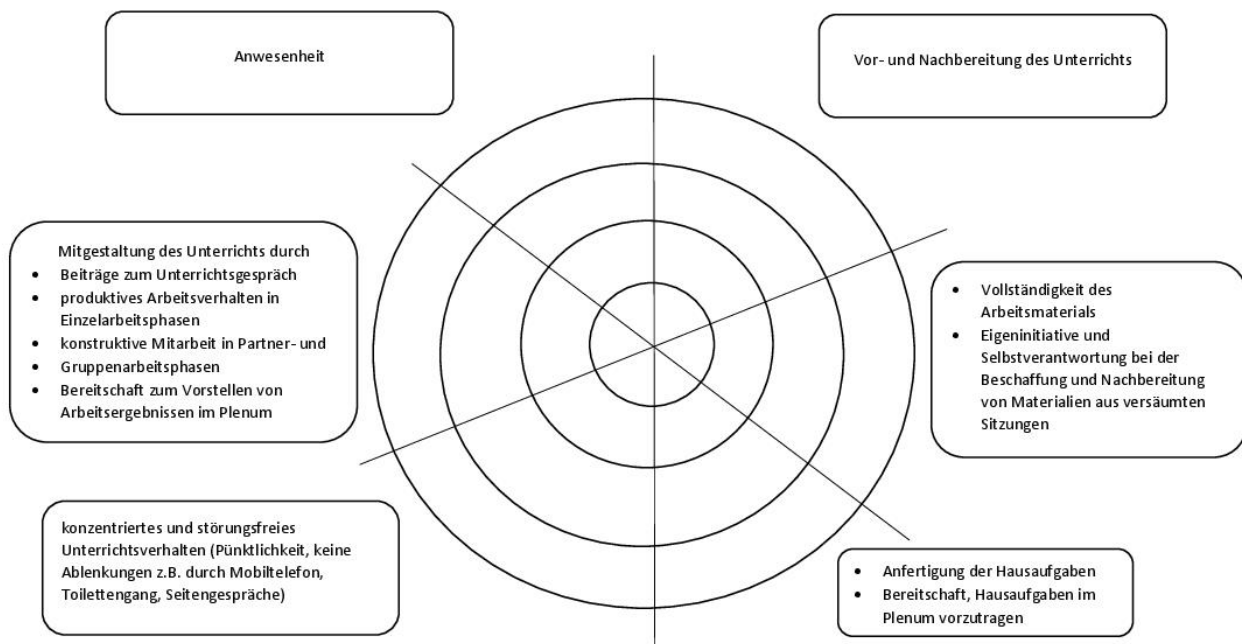 Anwesenheit
Vor- und Nachbereitung des Unterrichts
Mitgestaltung des Unterrichts durch
• Beiträge zum Unterrichtsgespräch
• produktives Arbeitsverhalten in
Einzelarbeitsphasen
• konstruktive Mitarbeit in Partner- und
• Gruppenarbeitsphasen
• Bereitschaft zum Vorstellen von
Arbeitsergebnissen im Plenum
• Vollständigkeit des
Arbeitsmaterials
• Eigeninitiative und
Selbstverantwortung bei der
Beschaffung und Nachbereitung
von Materialien aus versäumten
Sitzungen
konzentriertes und störungsfreies
Unterrichtsverhalten (Pünktlichkeit, keine
Ablenkungen z.B. durch Mobiltelefon,
Toilettengang, Seitengespräche)
• Anfertigung der Hausaufgaben
• Bereitschaft, Hausaufgaben im
Plenum vorzutragen